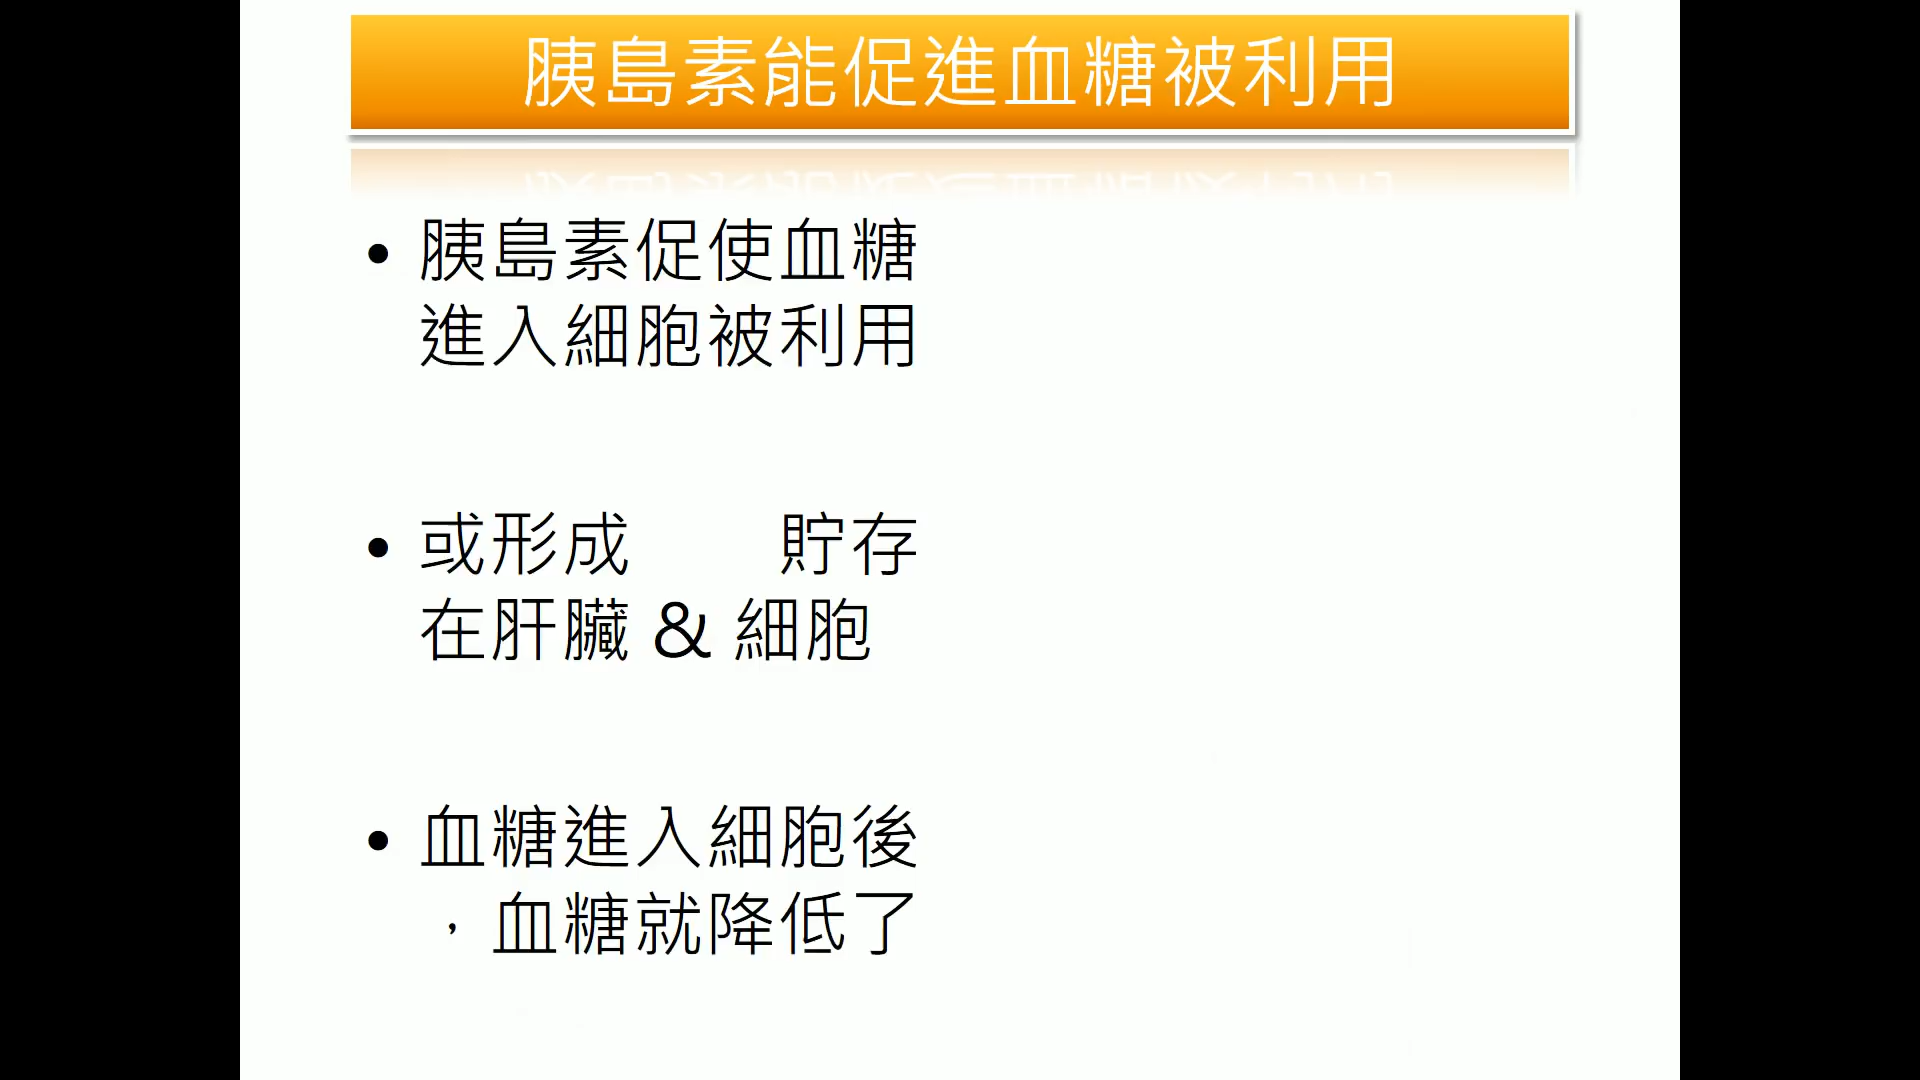 胰島素能促進血糖被利用
• 胰島素促使血糖
進入細胞被利用
• 或形成　　貯存
在肝臟 & 細胞
• 血糖進入細胞後
，血糖就降低了